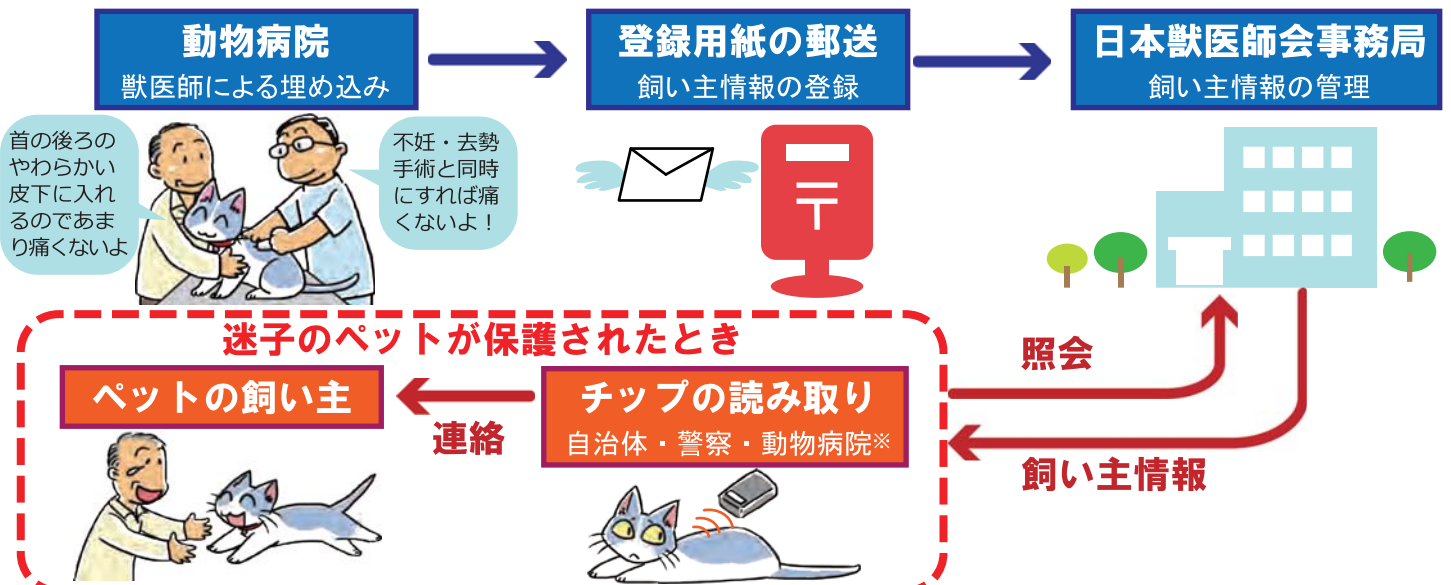 動物病院
獣医師による埋め込み
登録用紙の郵送
飼い主情報の登録
日本獣医師会事務局
飼い主情報の管理
首の後ろの
やわらかい
皮下に入れ
るのであま
り痛くないよ
不妊・去勢
手術と同時
にすれば痛
くないよ！
〒
迷子のペットが保護されたとき
ペットの飼い主
連絡
チップの読み取り
自治体・警察・動物病院※
照会
飼い主情報